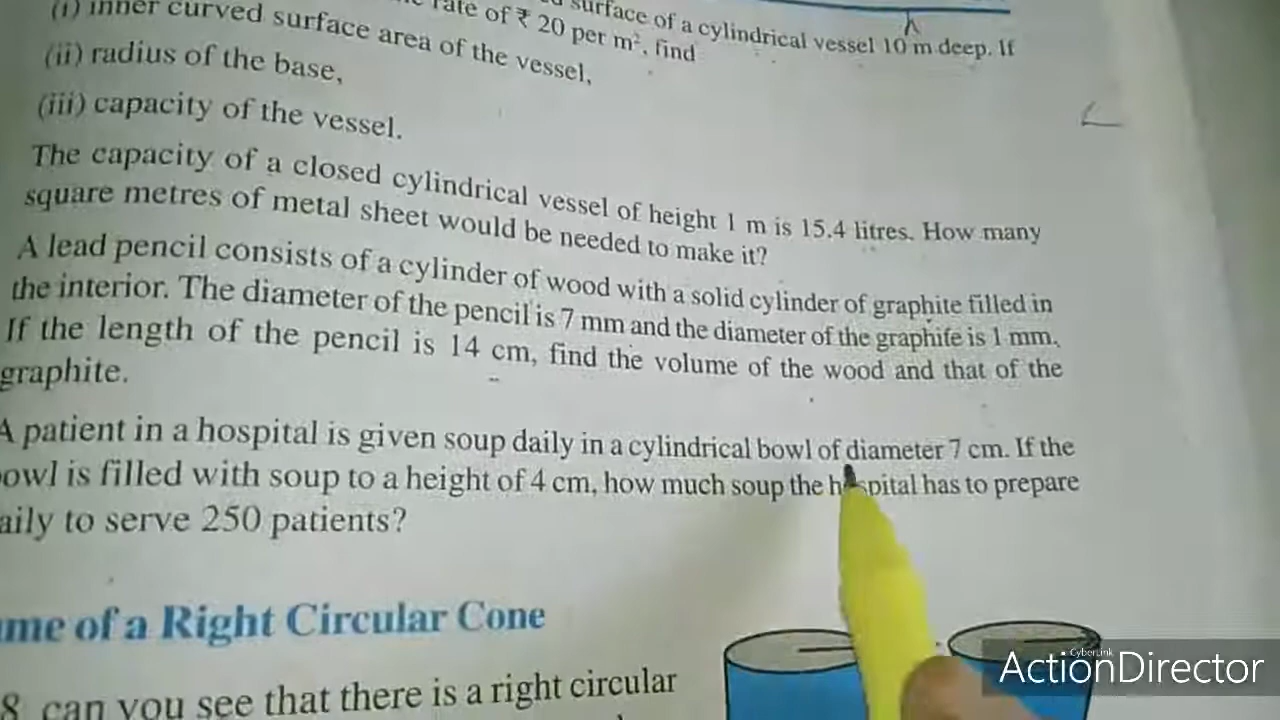 surface of a cylindrical vessel 10 m deep. If
rate of ₹ 20 per m², find
(i) inner curved surface area of the vessel,
(ii) radius of the base,
(iii) capacity of the vessel.
The capacity of a closed cylindrical vessel of height 1 m is 15.4 litres. How many
square metres of metal sheet would be needed to make it?
A lead pencil consists of a cylinder of wood with a solid cylinder of graphite filled in
the interior. The diameter of the pencil is 7 mm and the diameter of the graphite is 1 mm.
If the length of the pencil is 14 cm, find the volume of the wood and that of the
graphite.
A patient in a hospital is given soup daily in a cylindrical bowl of diameter 7 cm. If the
owl is filled with soup to a height of 4 cm, how much soup the hospital has to prepare
aily to serve 250 patients?
ume of a Right Circular Cone
8 can you see that there is a right circular
CyberLink
ActionDirector